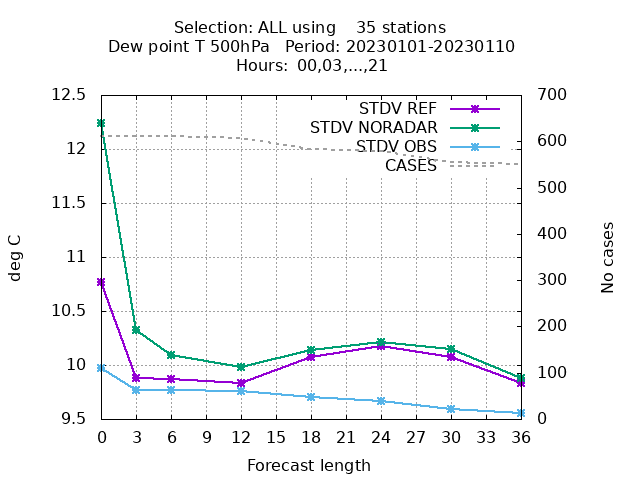 Selection: ALL using    35 stations
Dew point T 500hPa   Period: 20230101-20230110
Hours: 00,03,...,21
STDV REF
STDV NORADAR
STDV OBS
CASES
12.5
12
11.5
11
10.5
10
9.5
700
600
500
400
300
200
100
0
deg C
No cases
0 3 6 9 12 15 18 21 24 27 30 33 36
Forecast length